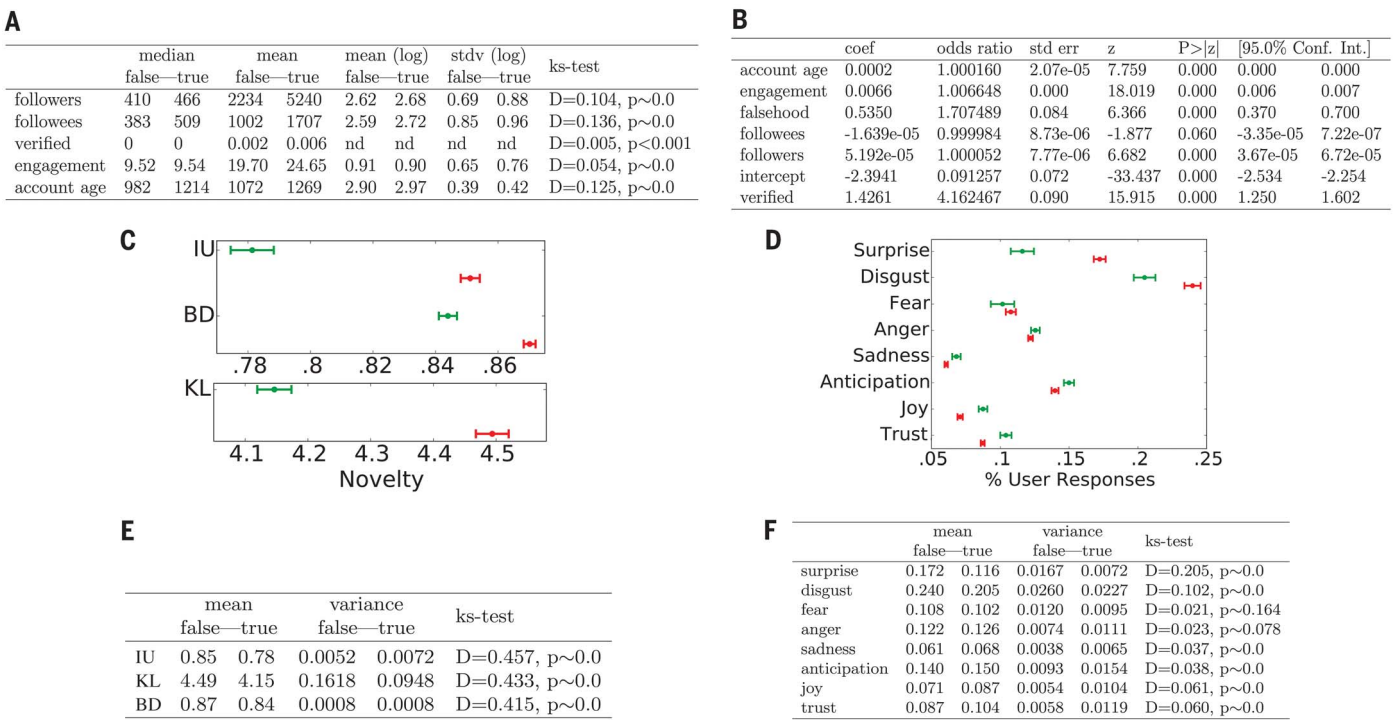 A
median mean mean (log) stdv (log) ks-test
false—true false—true false—true false—true
followers 410 466 2234 5240 2.62 2.68 0.69 0.88 D=0.104, p~0.0
followees 383 509 1002 1707 2.59 2.72 0.85 0.96 D=0.136, p~0.0
verified 0 0 0.002 0.006 nd nd nd nd D=0.005, p<0.001
engagement 9.52 9.54 19.70 24.65 0.91 0.90 0.65 0.76 D=0.054, p~0.0
account age 982 1214 1072 1269 2.90 2.97 0.39 0.42 D=0.125, p~0.0
B
coef odds ratio std err z P>|z| [95.0% Conf. Int.]
account age 0.0002 1.000160 2.07e-05 7.759 0.000 0.000 0.000
engagement 0.0066 1.006648 0.000 18.019 0.000 0.006 0.007
falsehood 0.5350 1.707489 0.084 6.366 0.000 0.370 0.700
followees -1.639e-05 0.999984 8.73e-06 -1.877 0.060 -3.35e-05 7.22e-07
followers 5.192e-05 1.000052 7.77e-06 6.682 0.000 3.67e-05 6.72e-05
intercept -2.3941 0.091257 0.072 -33.437 0.000 -2.534 -2.254
verified 1.4261 4.162467 0.090 15.915 0.000 1.250 1.602
C
IU
BD
.78 .8 .82 .84 .86
KL
4.1 4.2 4.3 4.4 4.5
Novelty
D
Surprise
Disgust
Fear
Anger
Sadness
Anticipation
Joy
Trust
.05 .1 .15 .2 .25
% User Responses
E
mean variance ks-test
false—true false—true
IU 0.85 0.78 0.0052 0.0072 D=0.457, p~0.0
KL 4.49 4.15 0.1618 0.0948 D=0.433, p~0.0
BD 0.87 0.84 0.0008 0.0008 D=0.415, p~0.0
F
mean variance ks-test
false—true false—true
surprise 0.172 0.116 0.0167 0.0072 D=0.205, p~0.0
disgust 0.240 0.205 0.0260 0.0227 D=0.102, p~0.0
fear 0.108 0.102 0.0120 0.0095 D=0.021, p~0.164
anger 0.122 0.126 0.0074 0.0111 D=0.023, p~0.078
sadness 0.061 0.068 0.0038 0.0065 D=0.037, p~0.0
anticipation 0.140 0.150 0.0093 0.0154 D=0.038, p~0.0
joy 0.071 0.087 0.0054 0.0104 D=0.061, p~0.0
trust 0.087 0.104 0.0058 0.0119 D=0.060, p~0.0